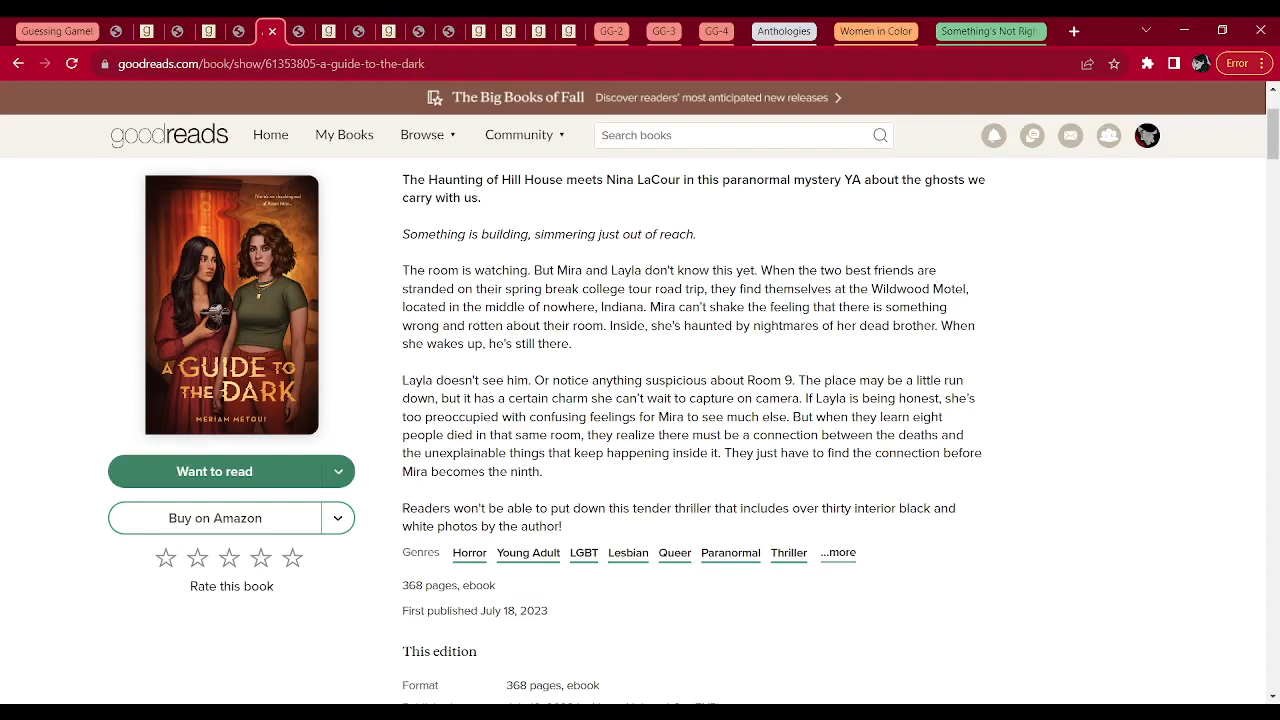 Guessing Game!
GG-2
GG-3
GG-4
Anthologies
Women in Color
Something's Not Righ
goodreads.com/book/show/61353805-a-guide-to-the-dark
Error
The Big Books of Fall Discover readers' most anticipated new releases
goodreads
Home
My Books
Browse
Community
Search books
A GUIDE TO
THE DARK
MERIAM METOUI
Want to read
Buy on Amazon
Rate this book
The Haunting of Hill House meets Nina LaCour in this paranormal mystery YA about the ghosts we
carry with us.
Something is building, simmering just out of reach.
The room is watching. But Mira and Layla don't know this yet. When the two best friends are
stranded on their spring break college tour road trip, they find themselves at the Wildwood Motel,
located in the middle of nowhere, Indiana. Mira can't shake the feeling that there is something
wrong and rotten about their room. Inside, she's haunted by nightmares of her dead brother. When
she wakes up, he's still there.
Layla doesn't see him. Or notice anything suspicious about Room 9. The place may be a little run
down, but it has a certain charm she can't wait to capture on camera. If Layla is being honest, she's
too preoccupied with confusing feelings for Mira to see much else. But when they learn eight
people died in that same room, they realize there must be a connection between the deaths and
the unexplainable things that keep happening inside it. They just have to find the connection before
Mira becomes the ninth.
Readers won't be able to put down this tender thriller that includes over thirty interior black and
white photos by the author!
Genres Horror Young Adult LGBT Lesbian Queer Paranormal Thriller ...more
368 pages, ebook
First published July 18, 2023
This edition
Format 368 pages, ebook